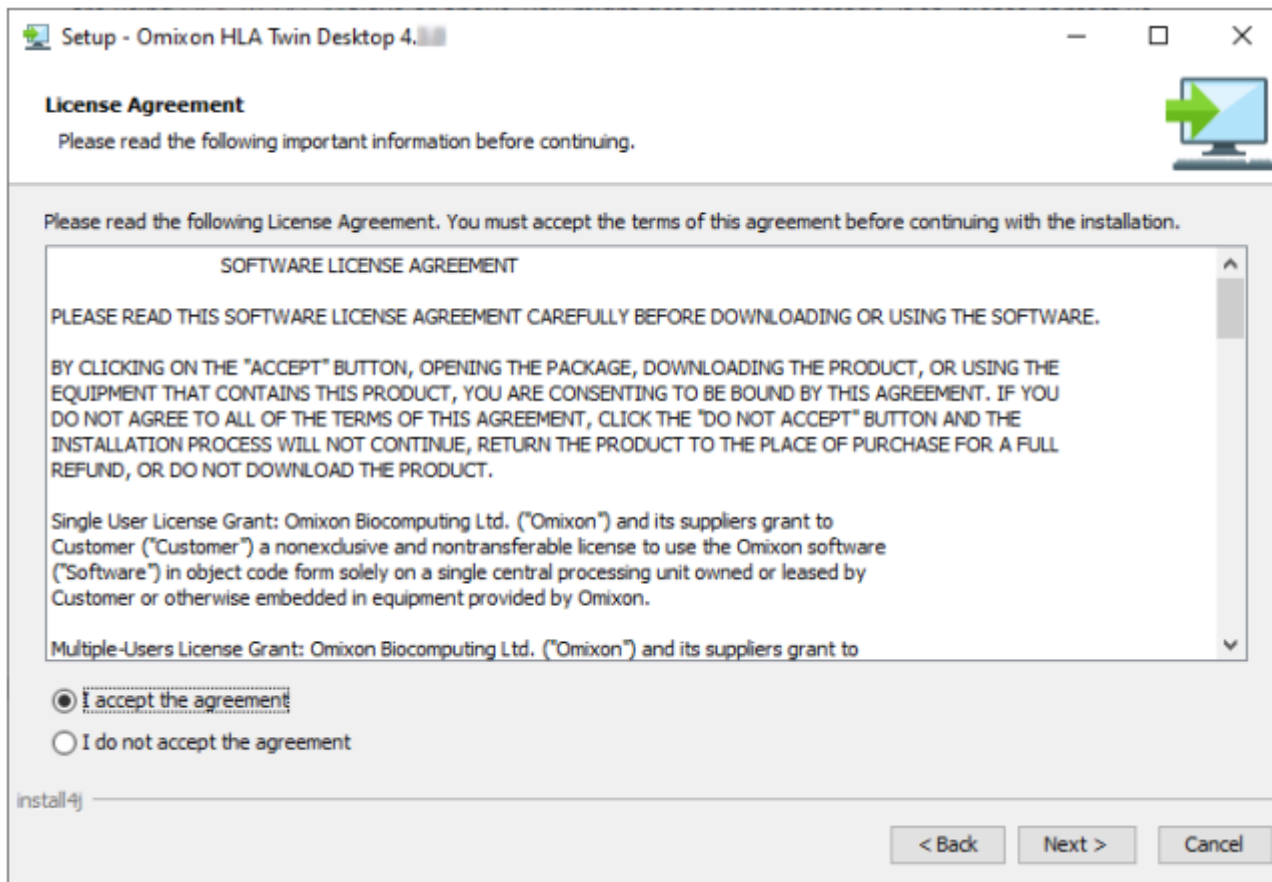 Setup - Omixon HLA Twin Desktop 4.
License Agreement
Please read the following important information before continuing.
Please read the following License Agreement. You must accept the terms of this agreement before continuing with the installation.
SOFTWARE LICENSE AGREEMENT
PLEASE READ THIS SOFTWARE LICENSE AGREEMENT CAREFULLY BEFORE DOWNLOADING OR USING THE SOFTWARE.
BY CLICKING ON THE "ACCEPT" BUTTON, OPENING THE PACKAGE, DOWNLOADING THE PRODUCT, OR USING THE
EQUIPMENT THAT CONTAINS THIS PRODUCT, YOU ARE CONSENTING TO BE BOUND BY THIS AGREEMENT. IF YOU
DO NOT AGREE TO ALL OF THE TERMS OF THIS AGREEMENT, CLICK THE "DO NOT ACCEPT" BUTTON AND THE
INSTALLATION PROCESS WILL NOT CONTINUE, RETURN THE PRODUCT TO THE PLACE OF PURCHASE FOR A FULL
REFUND, OR DO NOT DOWNLOAD THE PRODUCT.
Single User License Grant: Omixon Biocomputing Ltd. ("Omixon") and its suppliers grant to
Customer ("Customer") a nonexclusive and nontransferable license to use the Omixon software
("Software") in object code form solely on a single central processing unit owned or leased by
Customer or otherwise embedded in equipment provided by Omixon.
Multiple-Users License Grant: Omixon Biocomputing Ltd. ("Omixon") and its suppliers grant to
I accept the agreement
I do not accept the agreement
install4j
< Back Next > Cancel